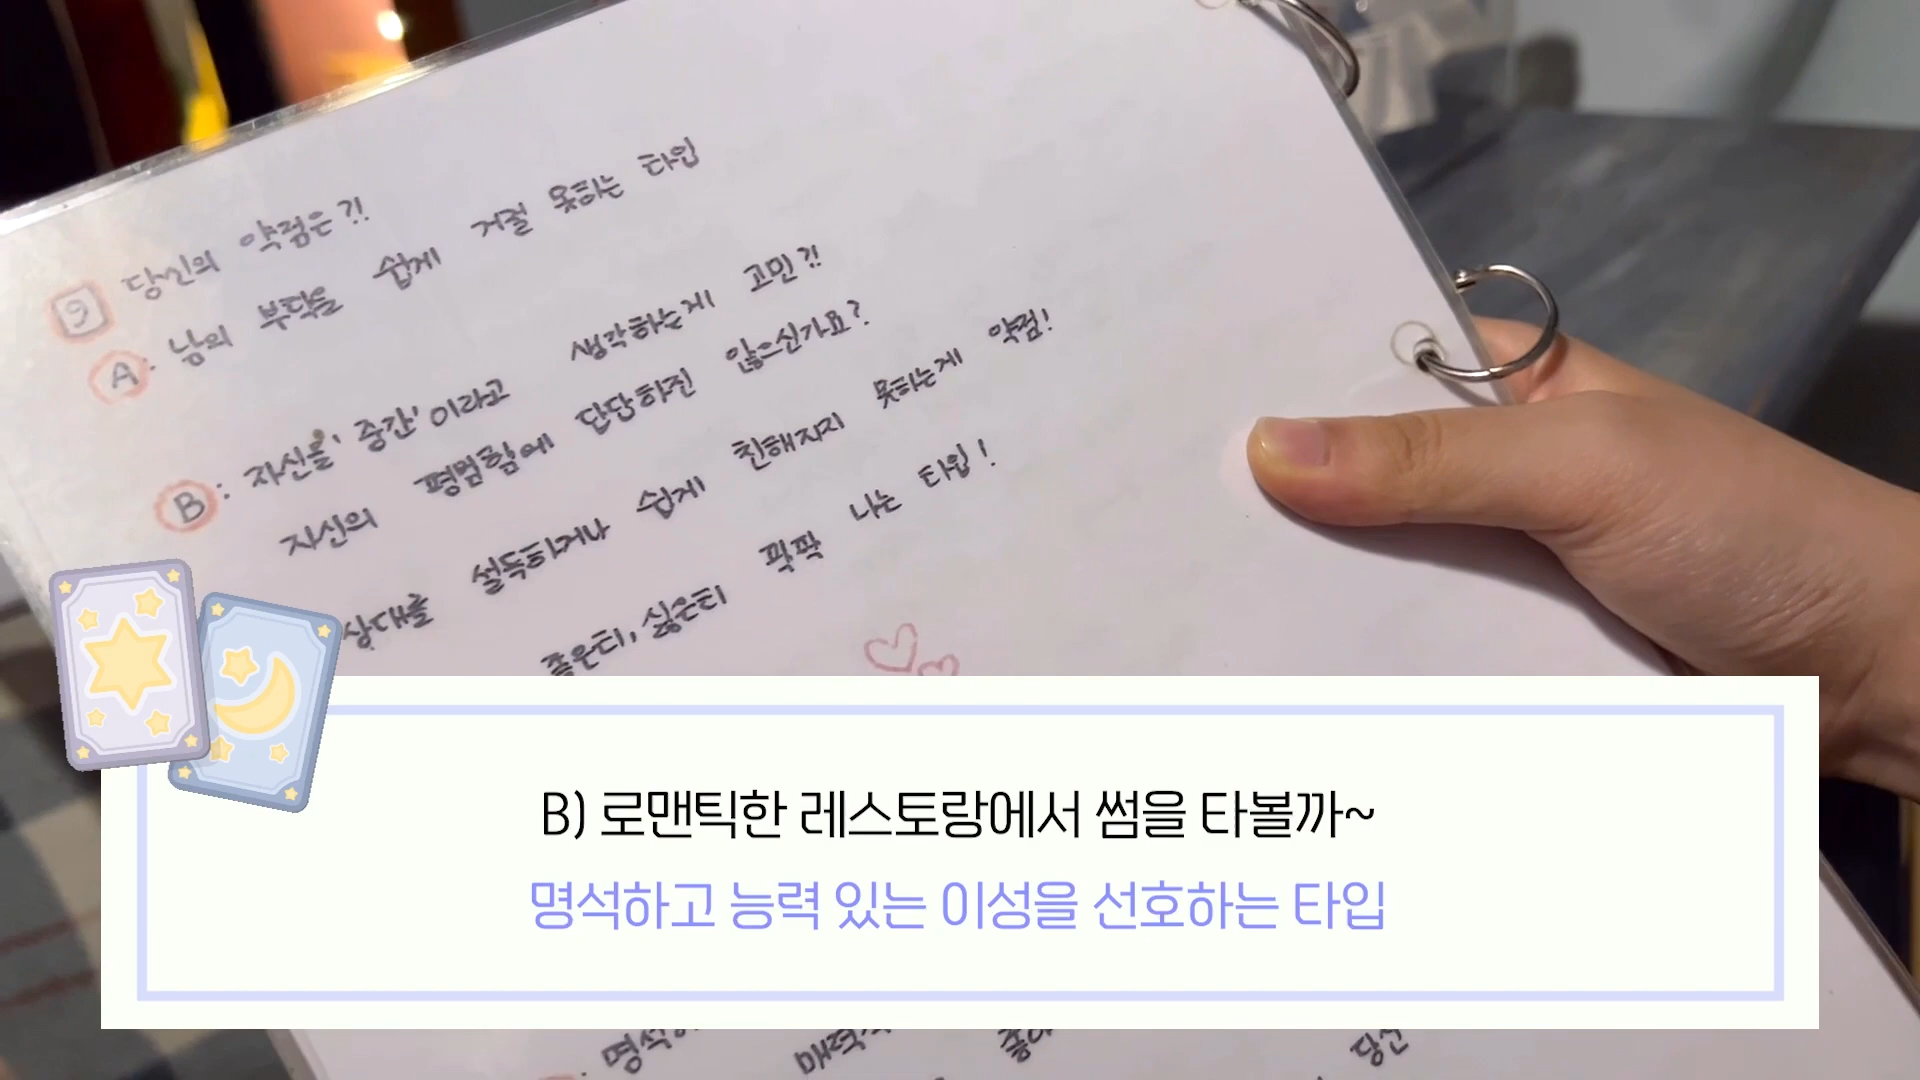 9 당신의 약점은?!
A: 남의 부탁을 쉽게 거절 못하는 타입
B: 자신을 '중간'이라고 생각하는게 고민?!
자신의 평범함에 단단하진 않으신가요?
상대를 설득하거나 쉽게 친해지지 못하는게 약점!
좋은티, 싫은티 팍팍 나는 타입!
B) 로맨틱한 레스토랑에서 썸을 타볼까~
명석하고 능력 있는 이성을 선호하는 타입